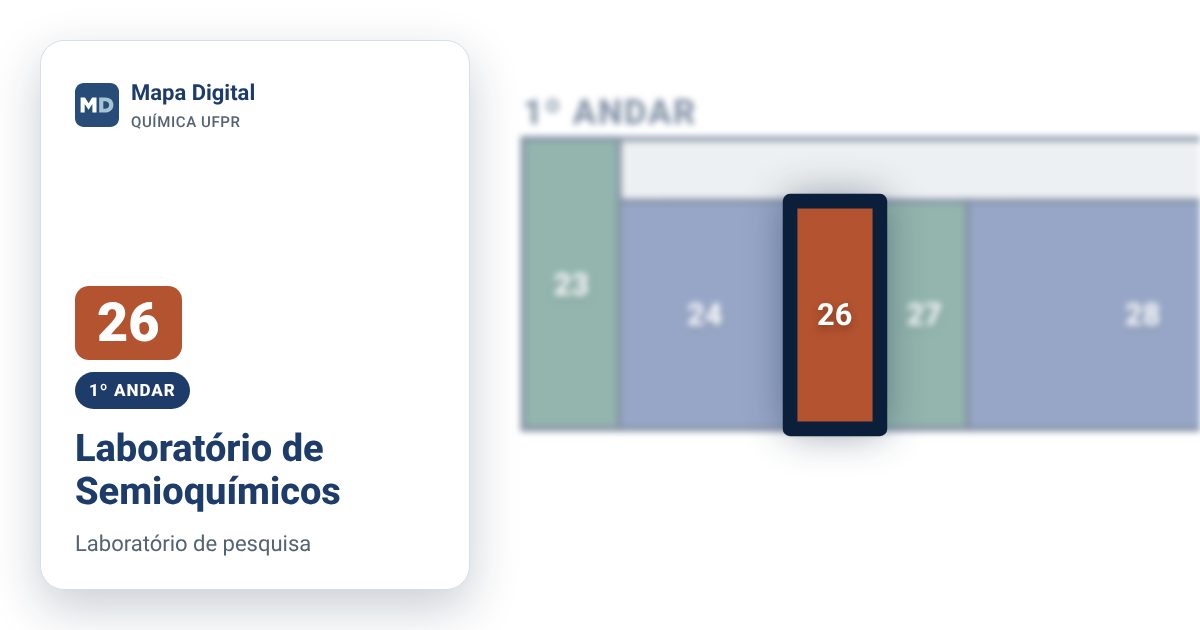 MD
Mapa Digital
QUÍMICA UFPR
26
1º ANDAR
Laboratório de
Semioquímicos
Laboratório de pesquisa
1º ANDAR
23
24
26
27
28